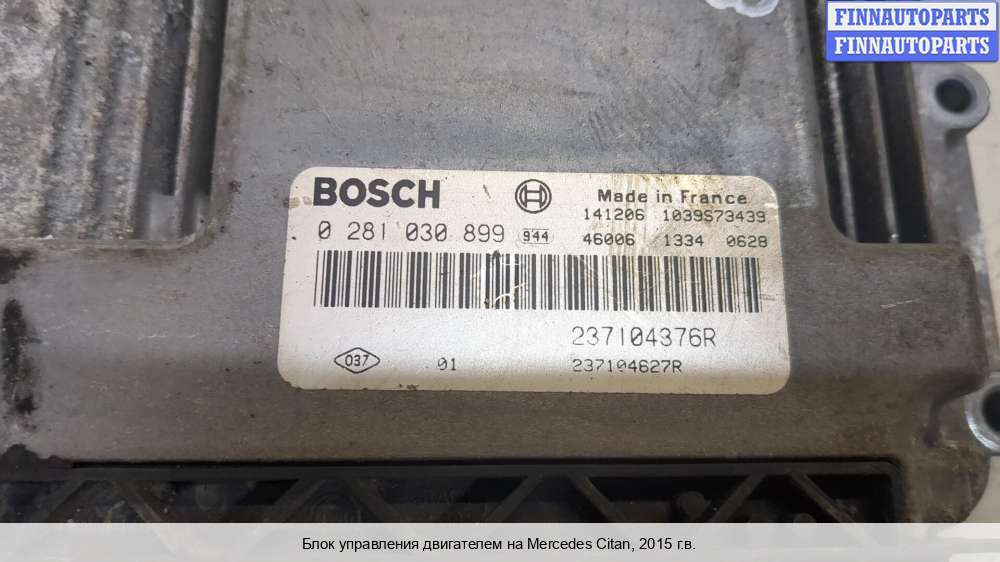 FINNAUTOPARTS
FINNAUTOPARTS
BOSCH Made in France
141206 1039S73439
0 281 030 899 944 46006 1334 0628
237104376R
037 01 237104627R
Блок управления двигателем на Mercedes Citan, 2015 г.в.